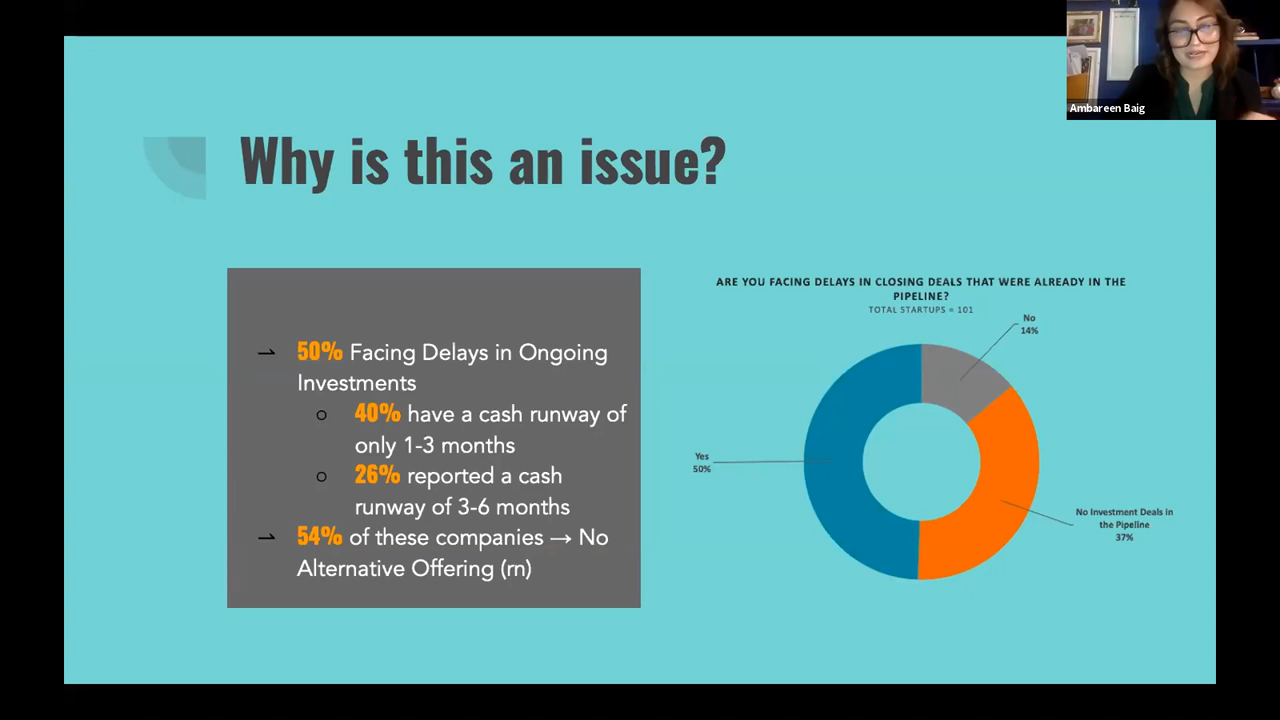 Ambareen Baig
Why is this an issue?
50% Facing Delays in Ongoing
Investments
40% have a cash runway of
only 1-3 months
26% reported a cash
runway of 3-6 months
54% of these companies → No
Alternative Offering (rn)
ARE YOU FACING DELAYS IN CLOSING DEALS THAT WERE ALREADY IN THE
PIPELINE?
TOTAL STARTUPS = 101
No
14%
Yes
50%
No Investment Deals in
the Pipeline
37%